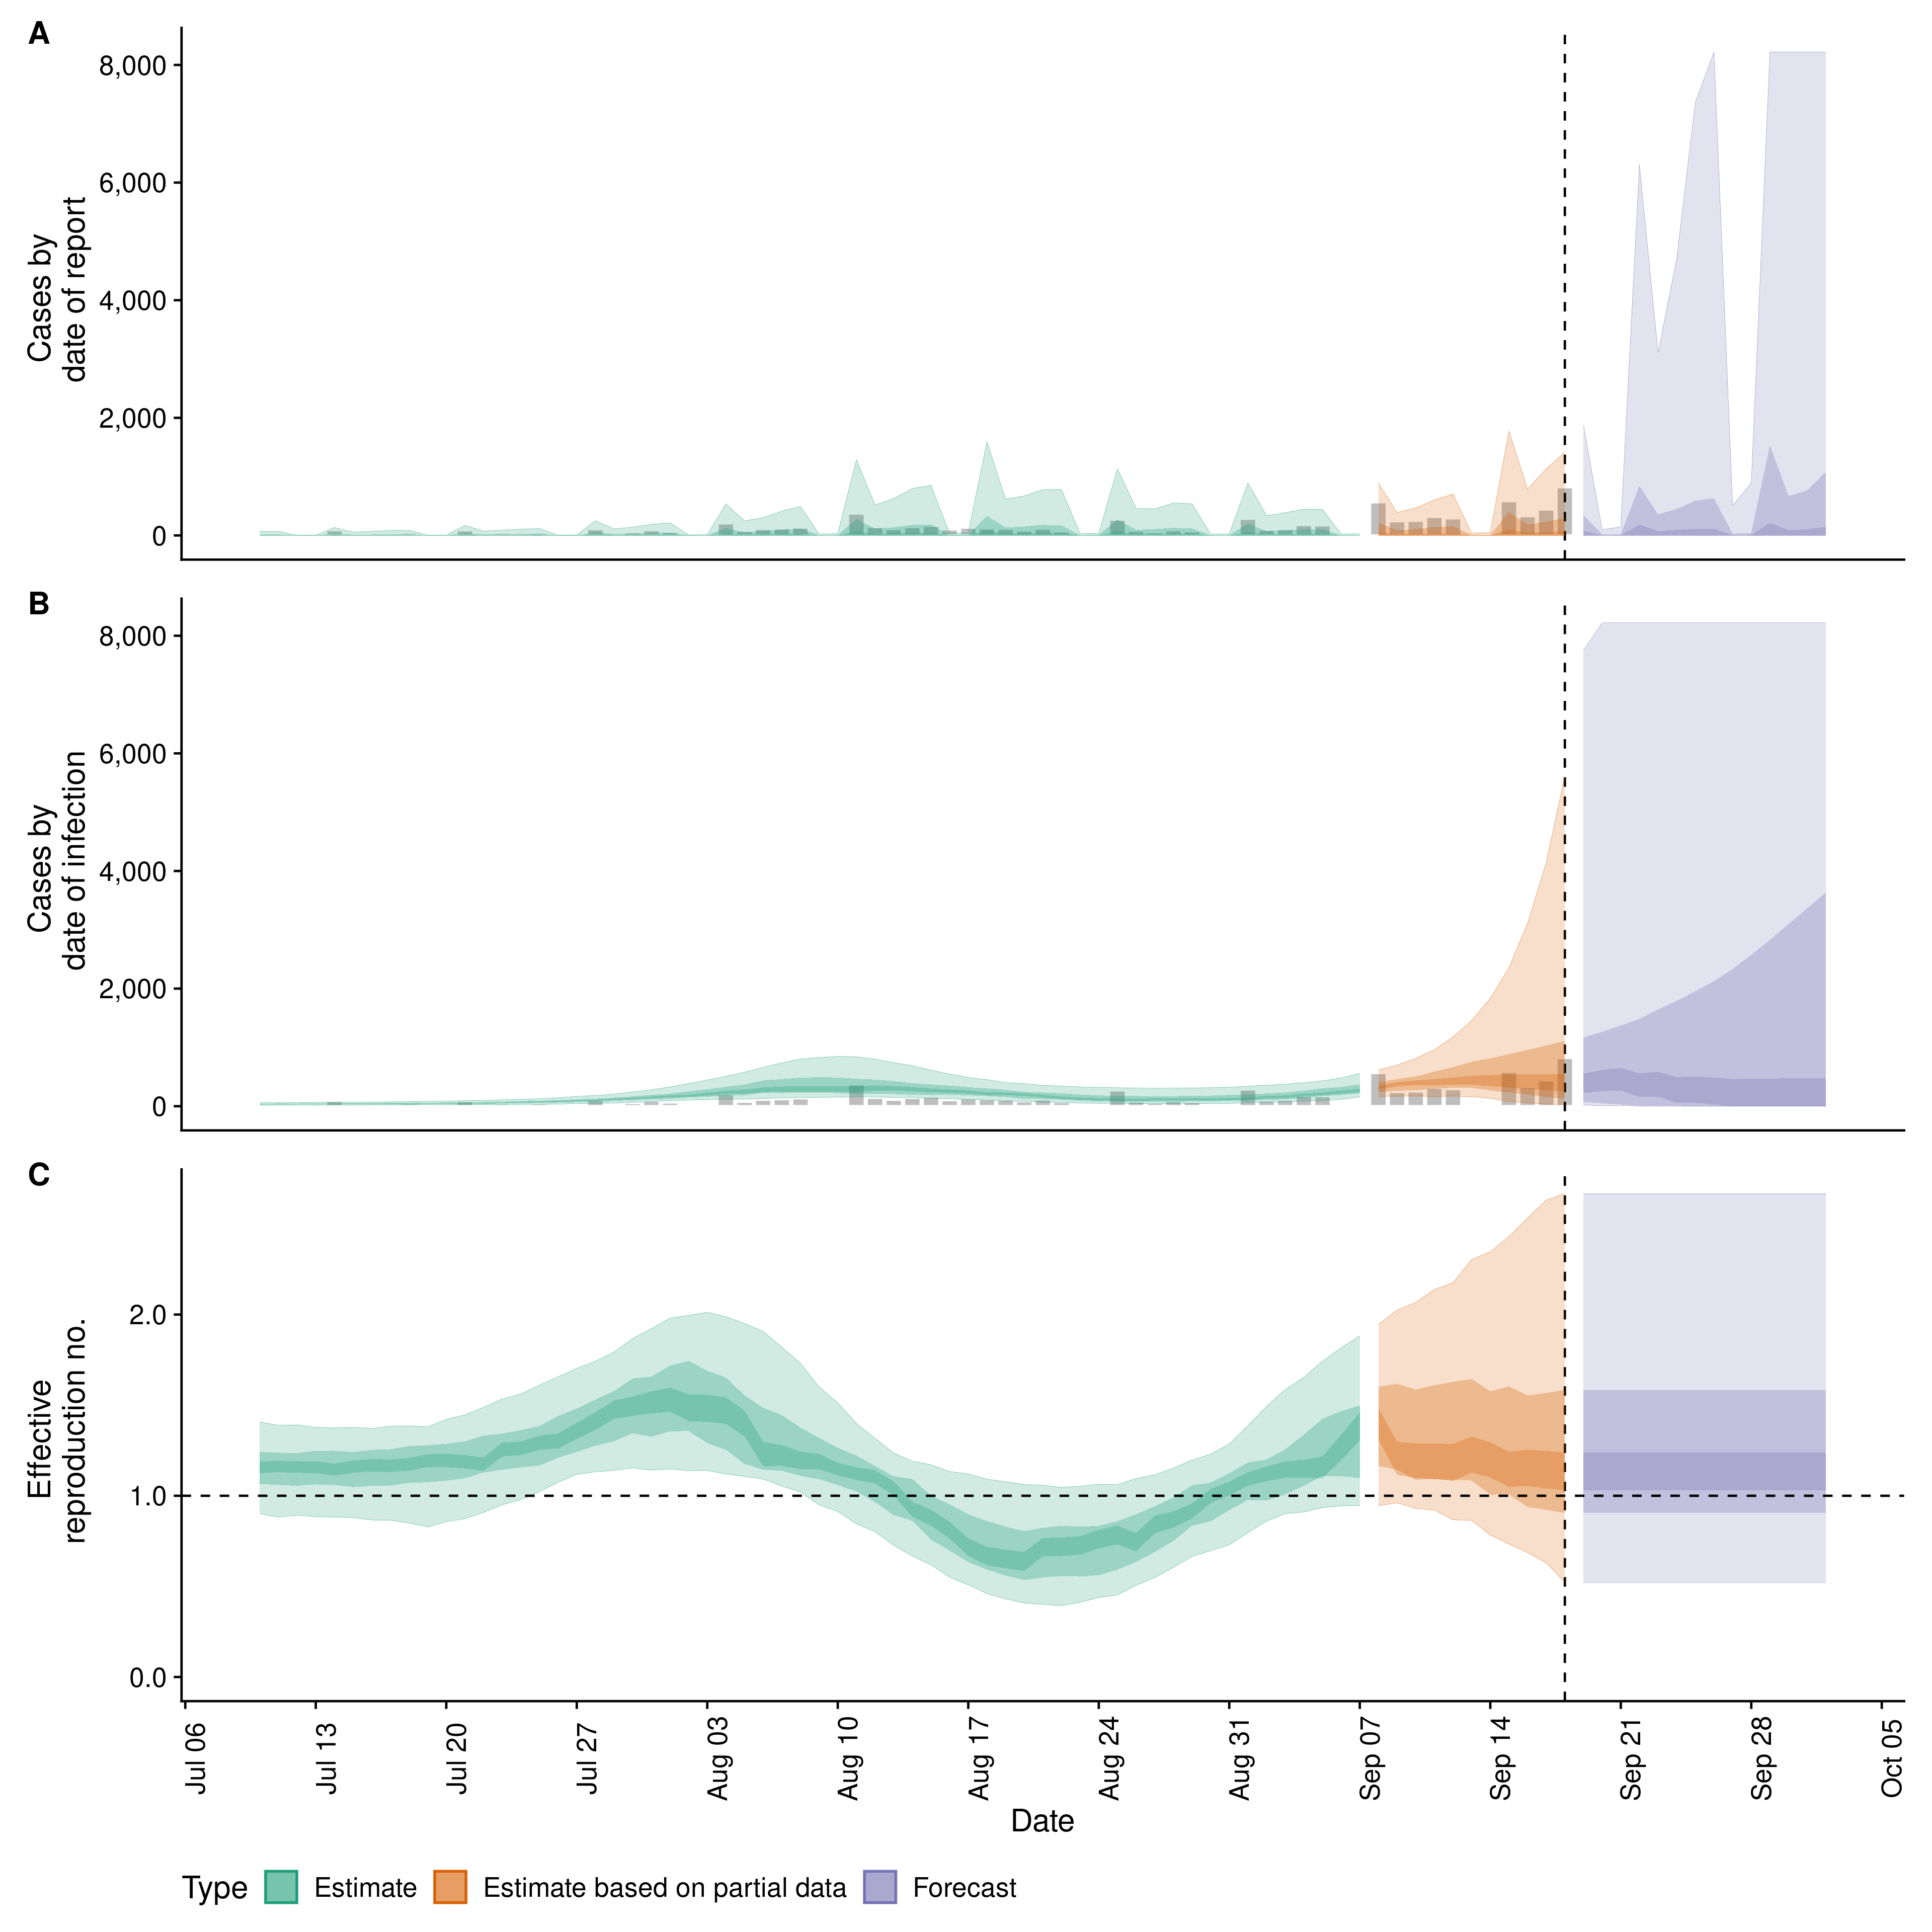 A
8,000
6,000
4,000
2,000
0
Cases by
date of report
B
8,000
6,000
4,000
2,000
0
Cases by
date of infection
C
2.0
1.0
0.0
Effective
reproduction no.
Jul 06
Jul 13
Jul 20
Jul 27
Aug 03
Aug 10
Aug 17
Aug 24
Aug 31
Sep 07
Sep 14
Sep 21
Sep 28
Oct 05
Date
Type Estimate Estimate based on partial data Forecast